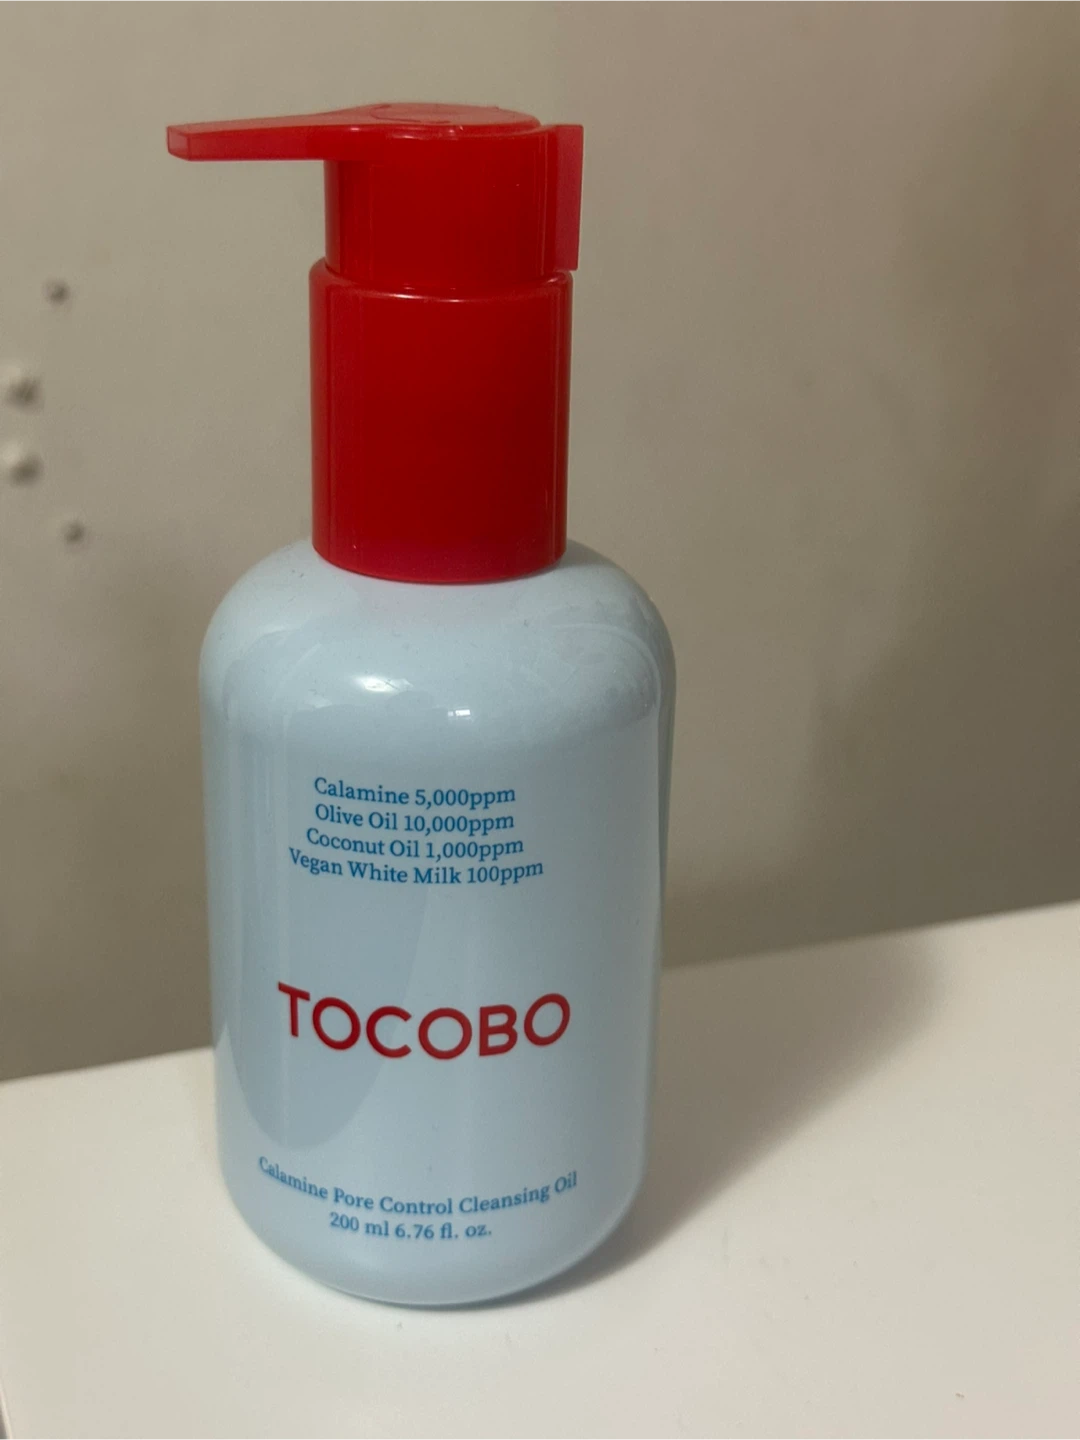 Calamine 5,000ppm
Olive Oil 10,000ppm
Coconut Oil 1,000ppm
Vegan White Milk 100ppm
TOCOBO
Calamine Pore Control Cleansing Oil
200 ml 6.76 fl. oz.